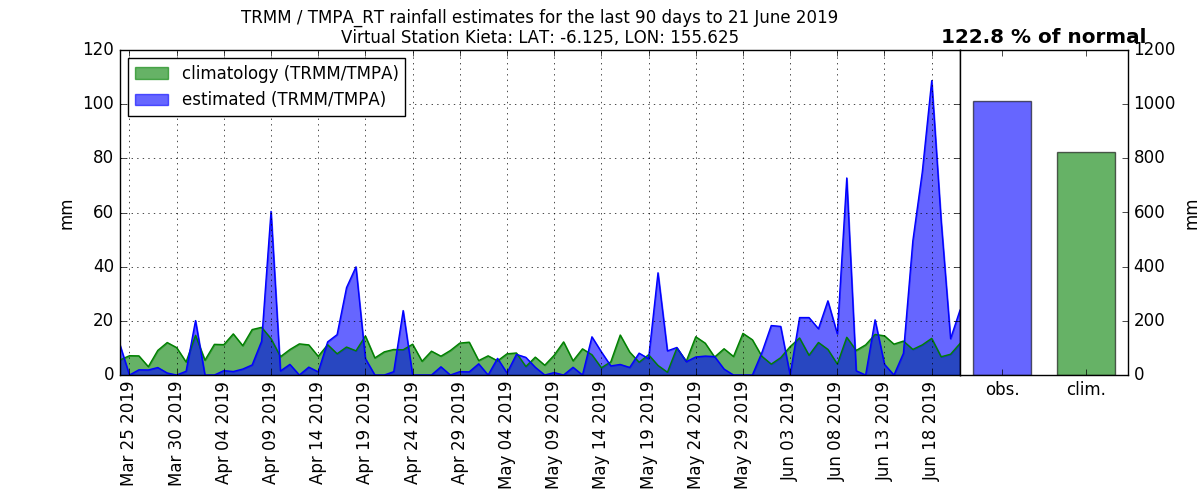 TRMM / TMPA_RT rainfall estimates for the last 90 days to 21 June 2019
Virtual Station Kieta: LAT: -6.125, LON: 155.625
122.8 % of normal
climatology (TRMM/TMPA)
estimated (TRMM/TMPA)
120
100
80
60
40
20
0
mm
Mar 25 2019
Mar 30 2019
Apr 04 2019
Apr 09 2019
Apr 14 2019
Apr 19 2019
Apr 24 2019
Apr 29 2019
May 04 2019
May 09 2019
May 14 2019
May 19 2019
May 24 2019
May 29 2019
Jun 03 2019
Jun 08 2019
Jun 13 2019
Jun 18 2019
obs.
clim.
1200
1000
800
600
400
200
0
mm